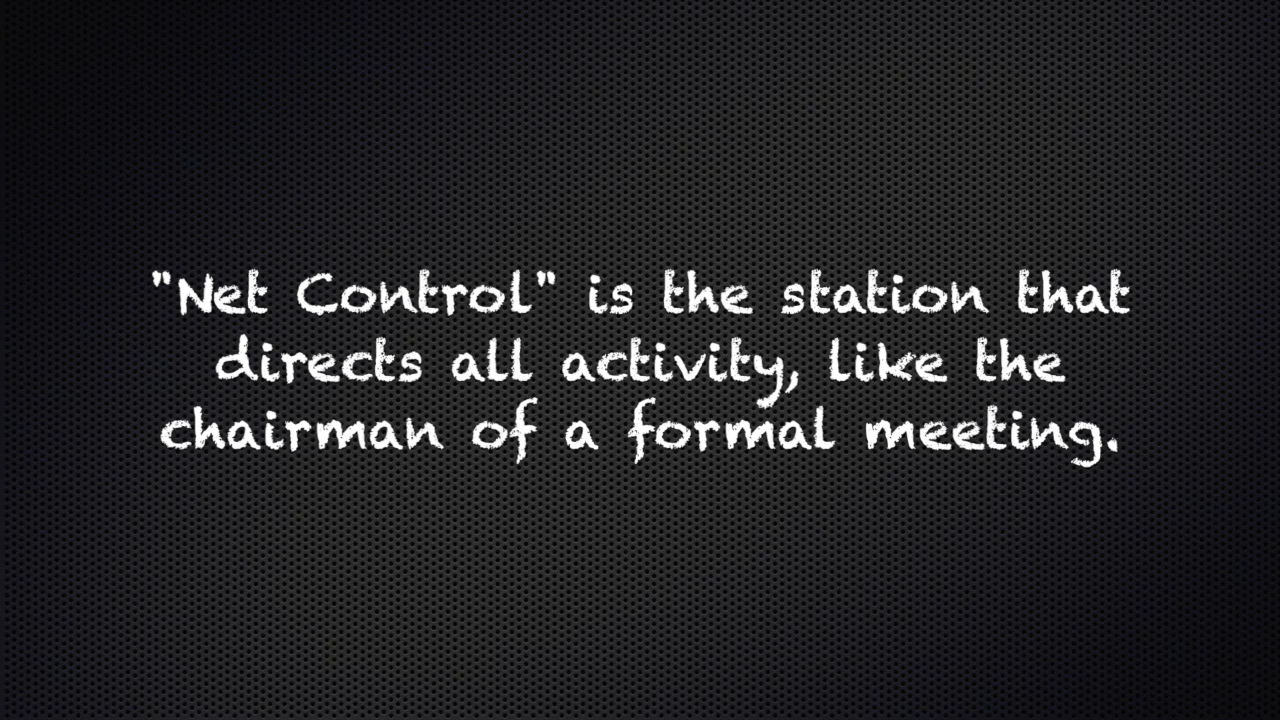 "Net Control" is the station that
directs all activity, like the
chairman of a formal meeting.